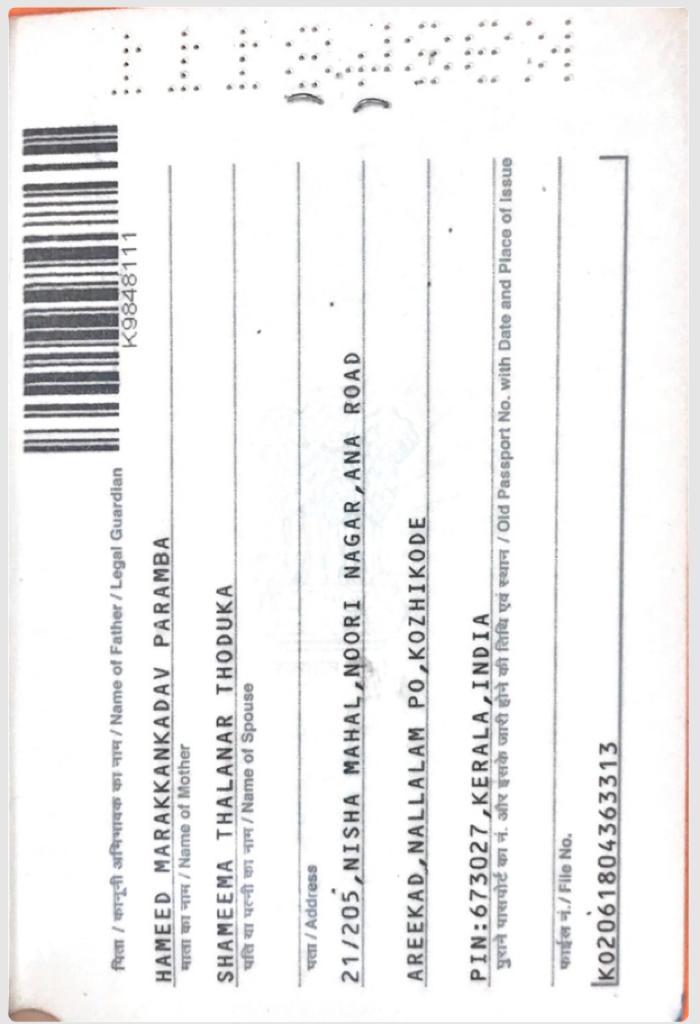 K9848111
पिता / कानूनी अभिभावक का नाम / Name of Father / Legal Guardian
HAMEED MARAKKANKADAV PARAMBA
माता का नाम / Name of Mother
SHAMEEMA THALANAR THODUKA
पति या पत्नी का नाम / Name of Spouse
पता / Address
21/205,NISHA MAHAL,NOORI NAGAR,ANA ROAD
AREEKAD,NALLALAM PO,KOZHIKODE
PIN:673027,KERALA,INDIA
पुराने पासपोर्ट का नं. और इसके जारी होने की तिथि एवं स्थान / Old Passport No. with Date and Place of Issue
फाईल नं./ File No.
KO2061804363313